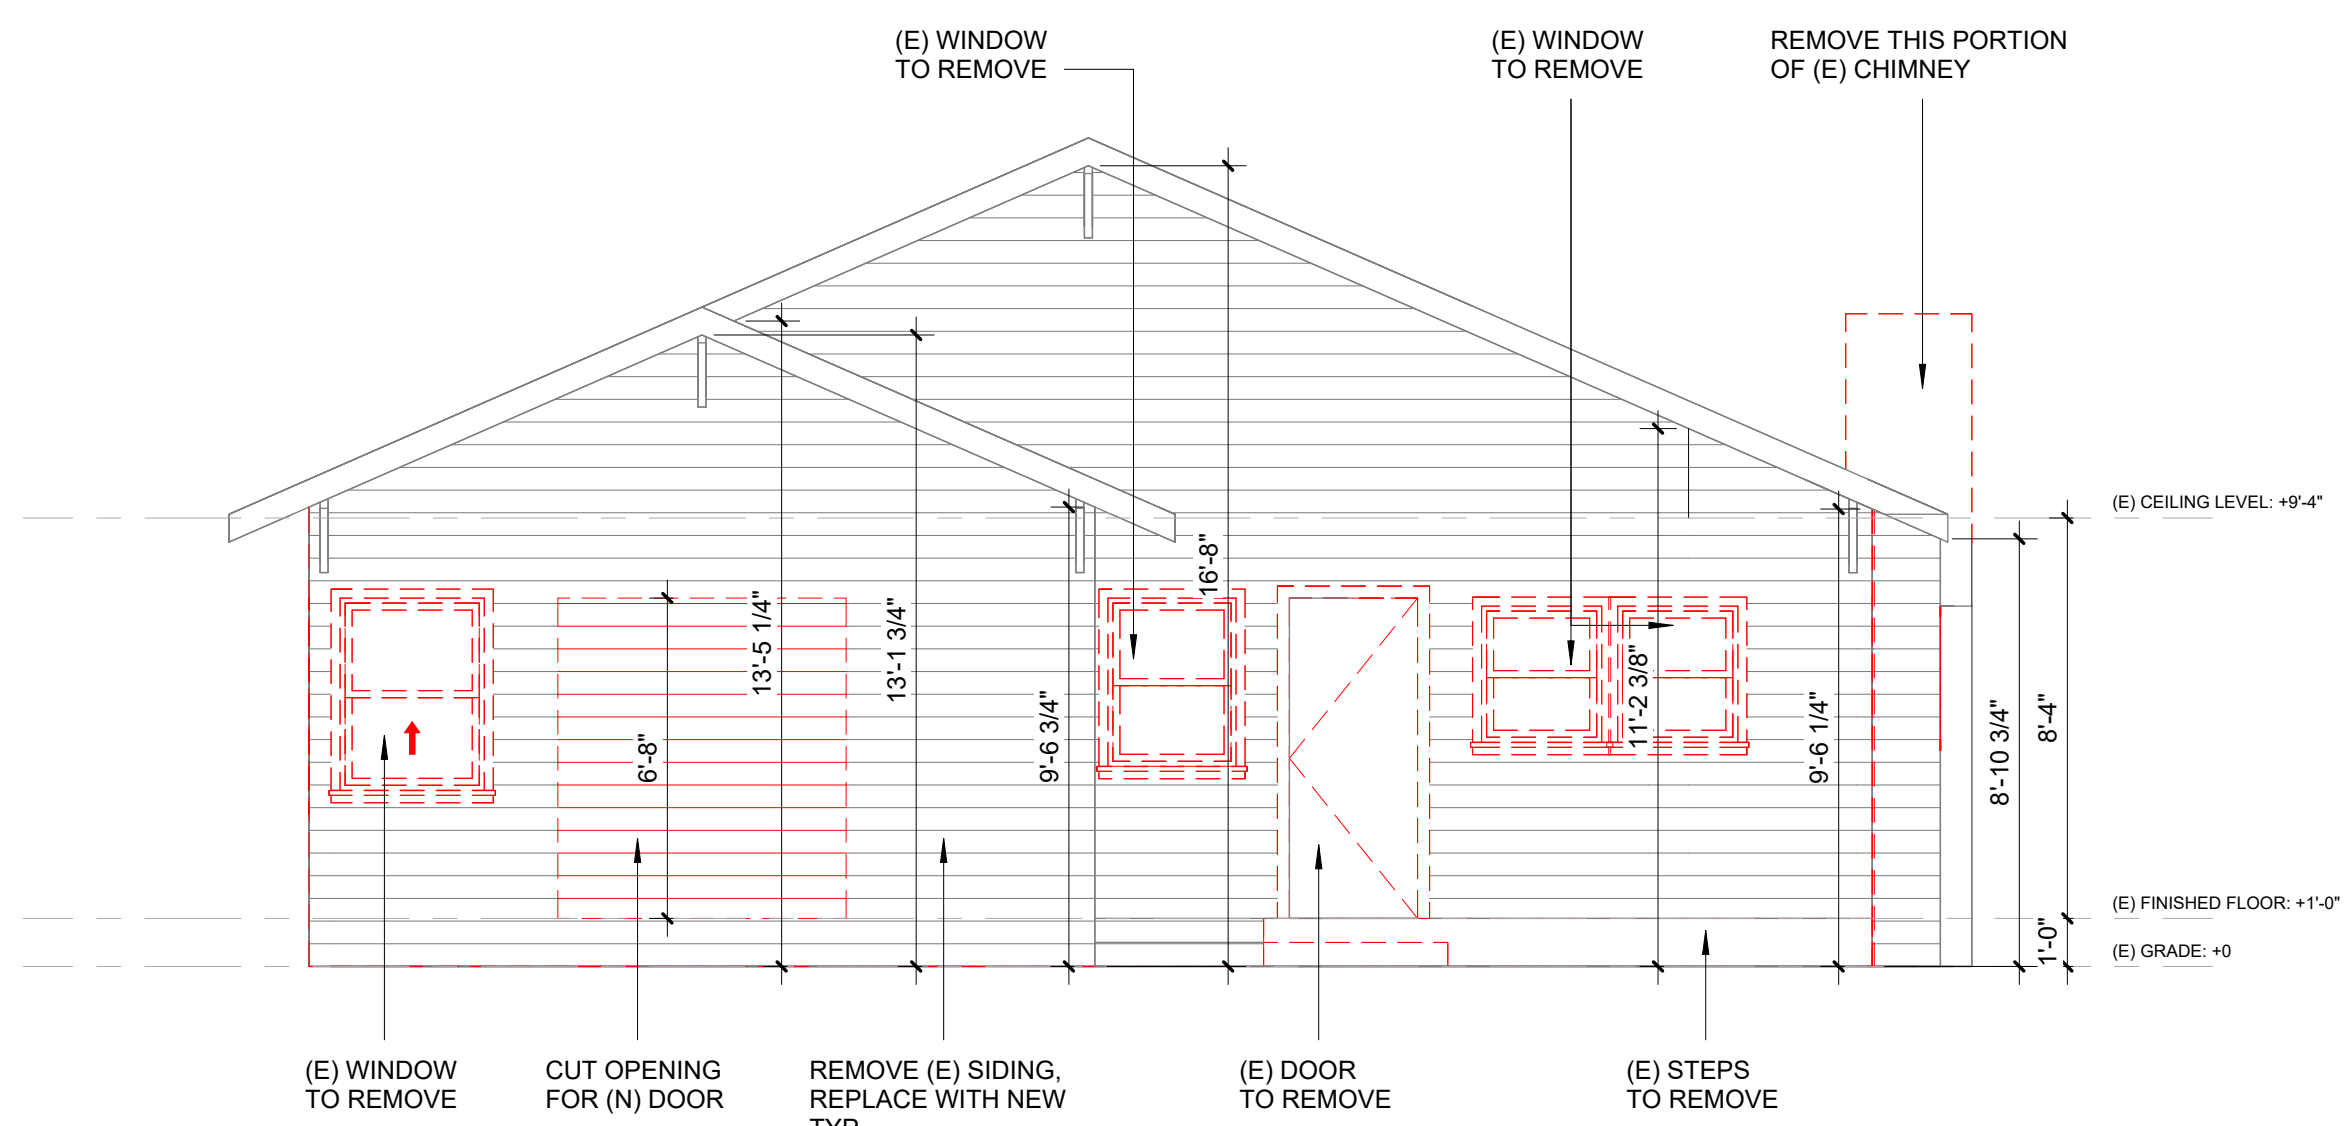 (E) WINDOW
TO REMOVE
(E) WINDOW
TO REMOVE
REMOVE THIS PORTION
OF (E) CHIMNEY
(E) CEILING LEVEL: +9'-4"
16'-8"
13'-5 1/4"
13'-1 3/4"
6'-8"
9'-6 3/4"
11'-2 3/8"
9'-6 1/4"
8'-10 3/4"
8'-4"
(E) FINISHED FLOOR: +1'-0"
1'-0"
(E) GRADE: +0
(E) WINDOW
TO REMOVE
CUT OPENING
FOR (N) DOOR
REMOVE (E) SIDING,
REPLACE WITH NEW
(E) DOOR
TO REMOVE
(E) STEPS
TO REMOVE